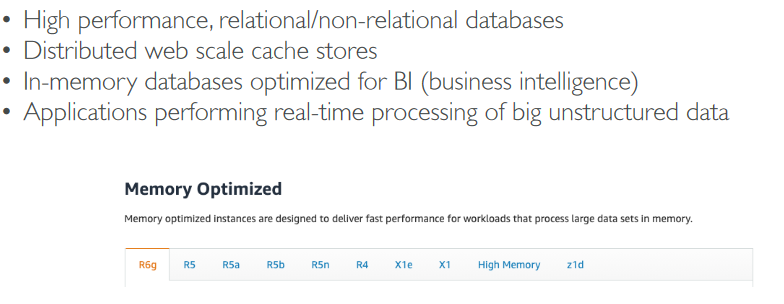 • High performance, relational/non-relational databases
• Distributed web scale cache stores
• In-memory databases optimized for BI (business intelligence)
• Applications performing real-time processing of big unstructured data
Memory Optimized
Memory optimized instances are designed to deliver fast performance for workloads that process large data sets in memory.
R6g R5 R5a R5b R5n R4 X1e X1 High Memory z1d